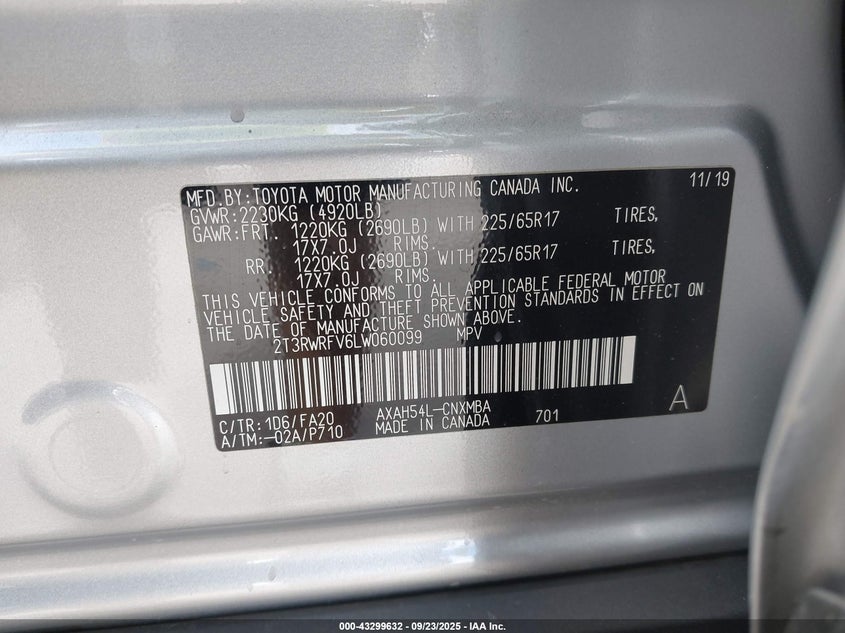 MFD.BY:TOYOTA MOTOR MANUFACTURING CANADA INC. 11/19
GVWR:2230KG (4920LB)
GAWR:FRT 1220KG (2690LB) WITH 225/65R17 TIRES,
17X7.0J RIMS.
RR 1220KG (2690LB) WITH 225/65R17 TIRES,
17X7.0J RIMS.
THIS VEHICLE CONFORMS TO ALL APPLICABLE FEDERAL MOTOR
VEHICLE SAFETY AND THEFT PREVENTION STANDARDS IN EFFECT ON
THE DATE OF MANUFACTURE SHOWN ABOVE.
2T3RWRFV6LW060099 MPV
C/TR:1D6/FA20 AXAH54L-CNXMBA 701 A
A/TM:-02A/P710 MADE IN CANADA
000-43299632 - 09/23/2025 - IAA Inc.